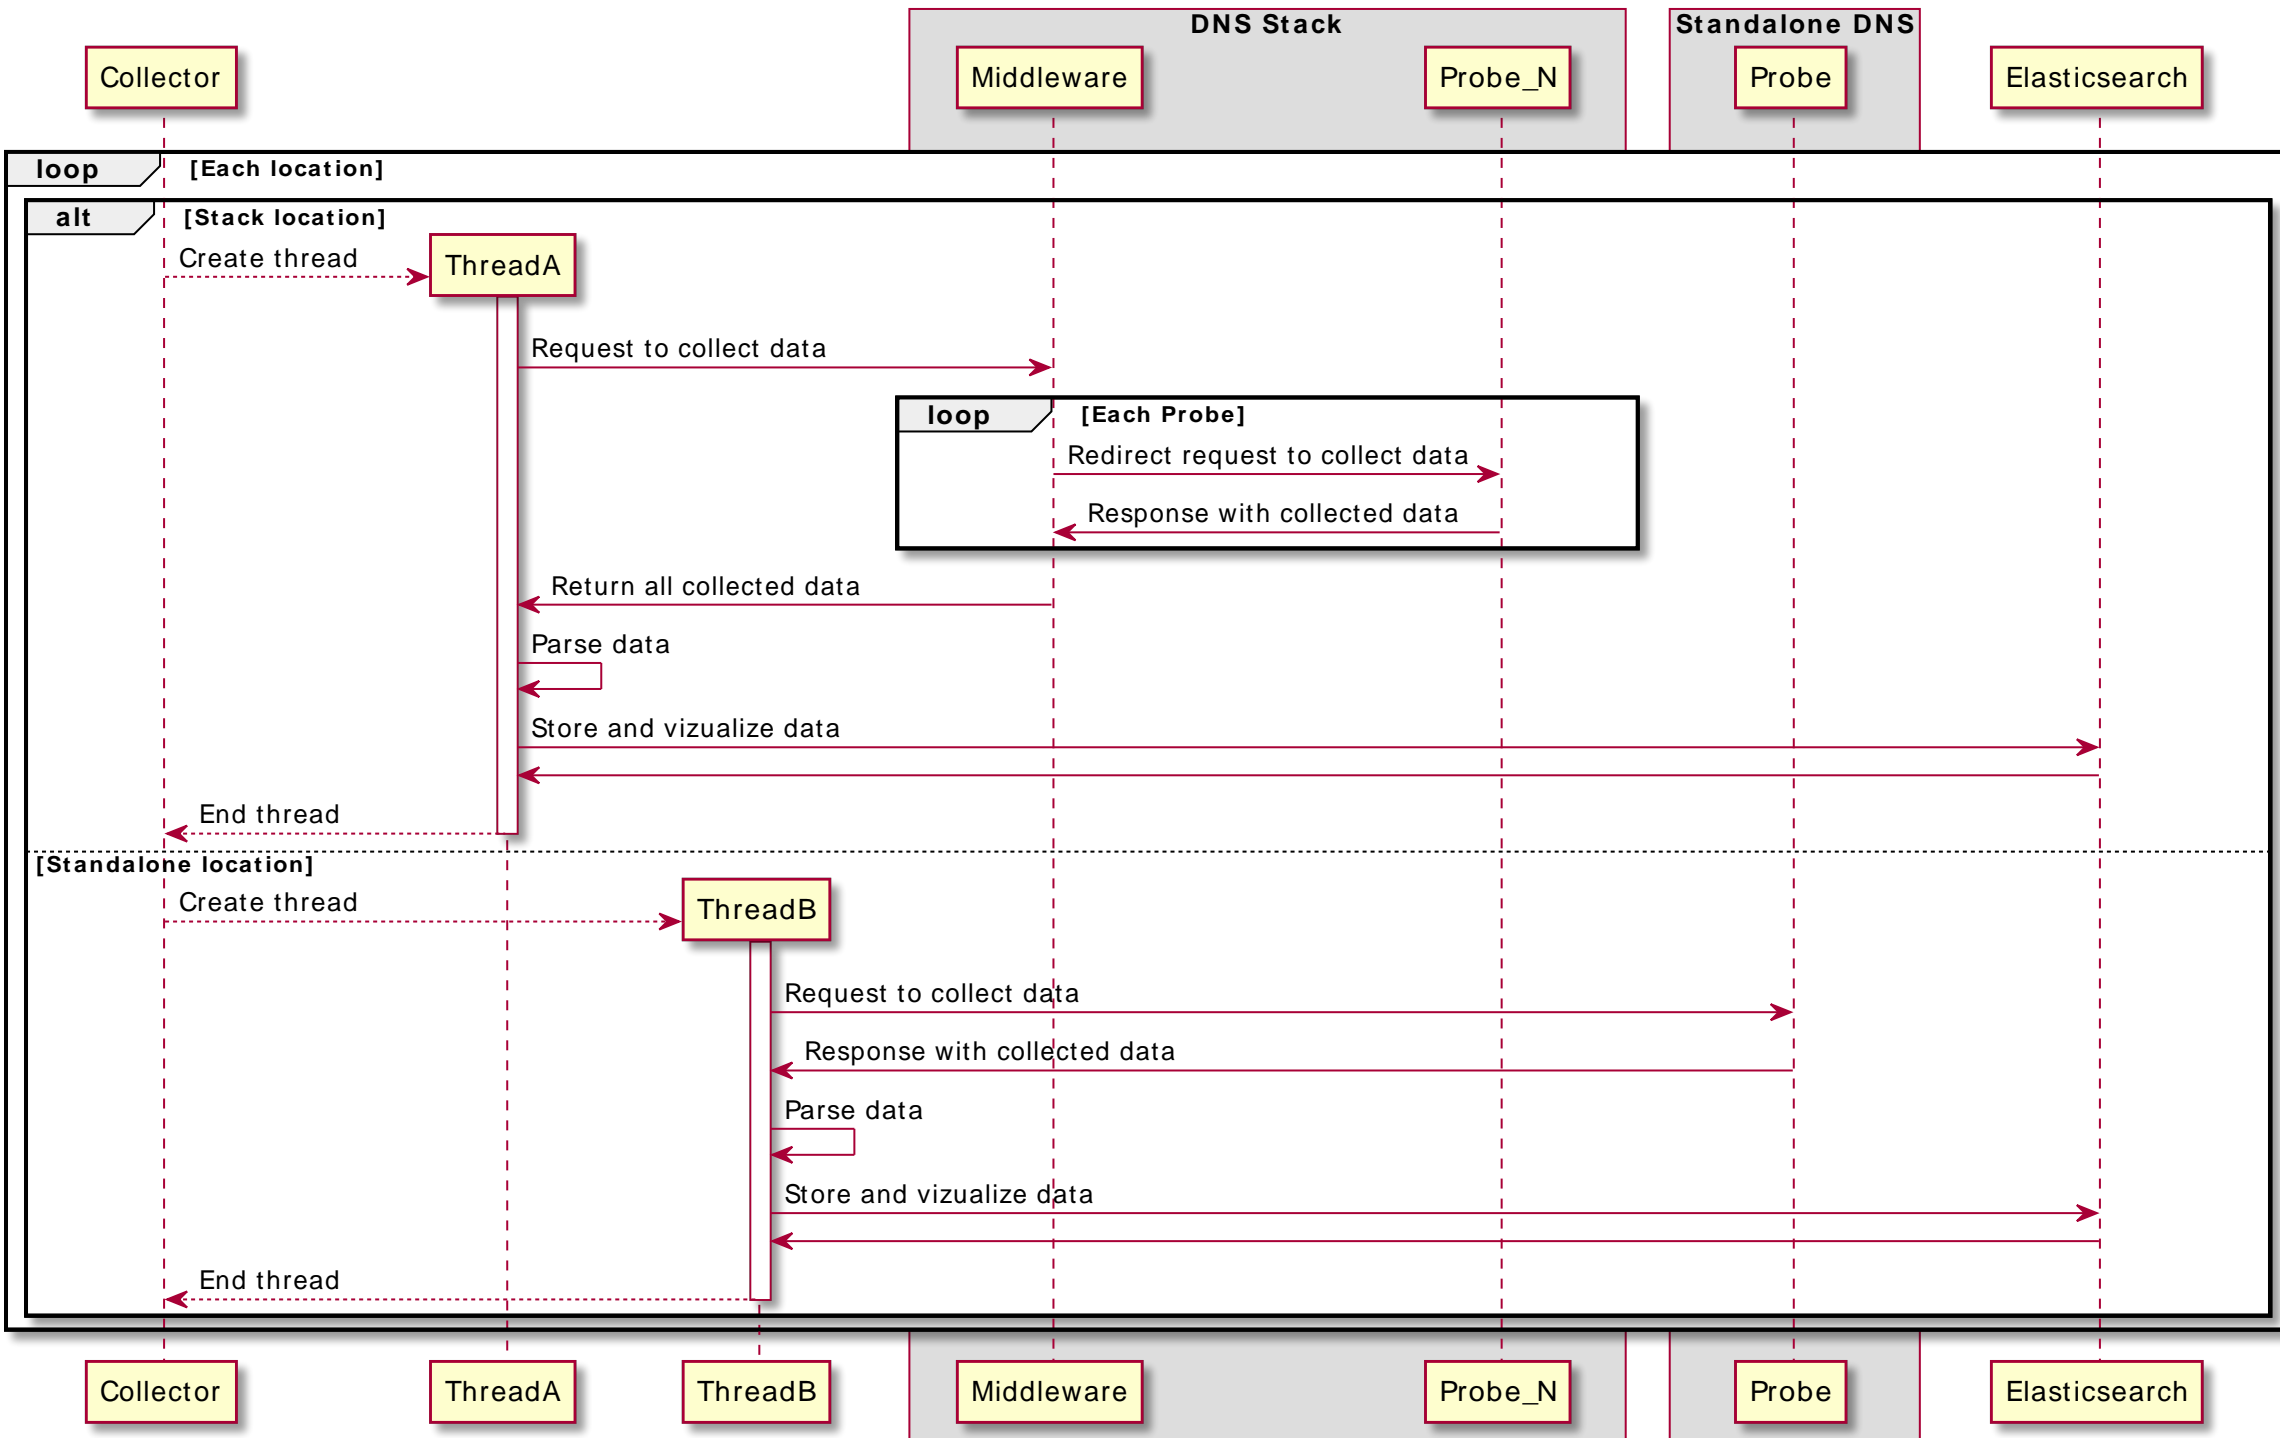 DNS Stack
Standalone DNS
Collector
Middleware
Probe_N
Probe
Elasticsearch
loop
[Each location]
alt
[Stack location]
Create thread
ThreadA
Request to collect data
loop
[Each Probe]
Redirect request to collect data
Response with collected data
Return all collected data
Parse data
Store and vizualize data
End thread
[Standalone location]
Create thread
ThreadB
Request to collect data
Response with collected data
Parse data
Store and vizualize data
End thread
Collector
ThreadA
ThreadB
Middleware
Probe_N
Probe
Elasticsearch